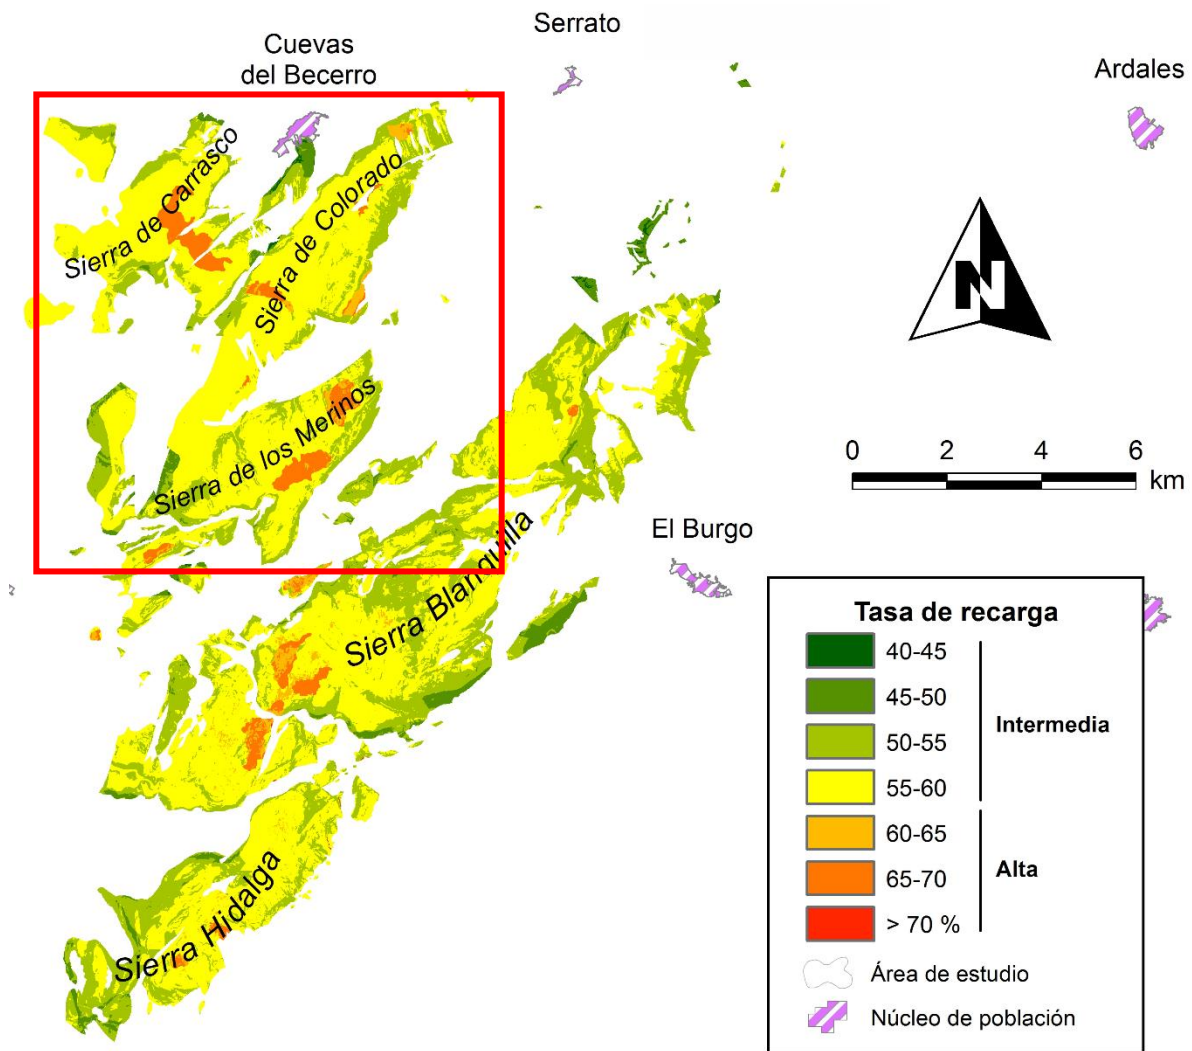 Serrato
Cuevas
del Becerro
Ardales
Sierra de Carrasco
Sierra de Colorado
N
Sierra de los Merinos
0 2 4 6
km
El Burgo
Sierra Blanquilla
Sierra Hidalga
Tasa de recarga
40-45
45-50
50-55
Intermedia
55-60
60-65
65-70
Alta
> 70 %
Área de estudio
Núcleo de población